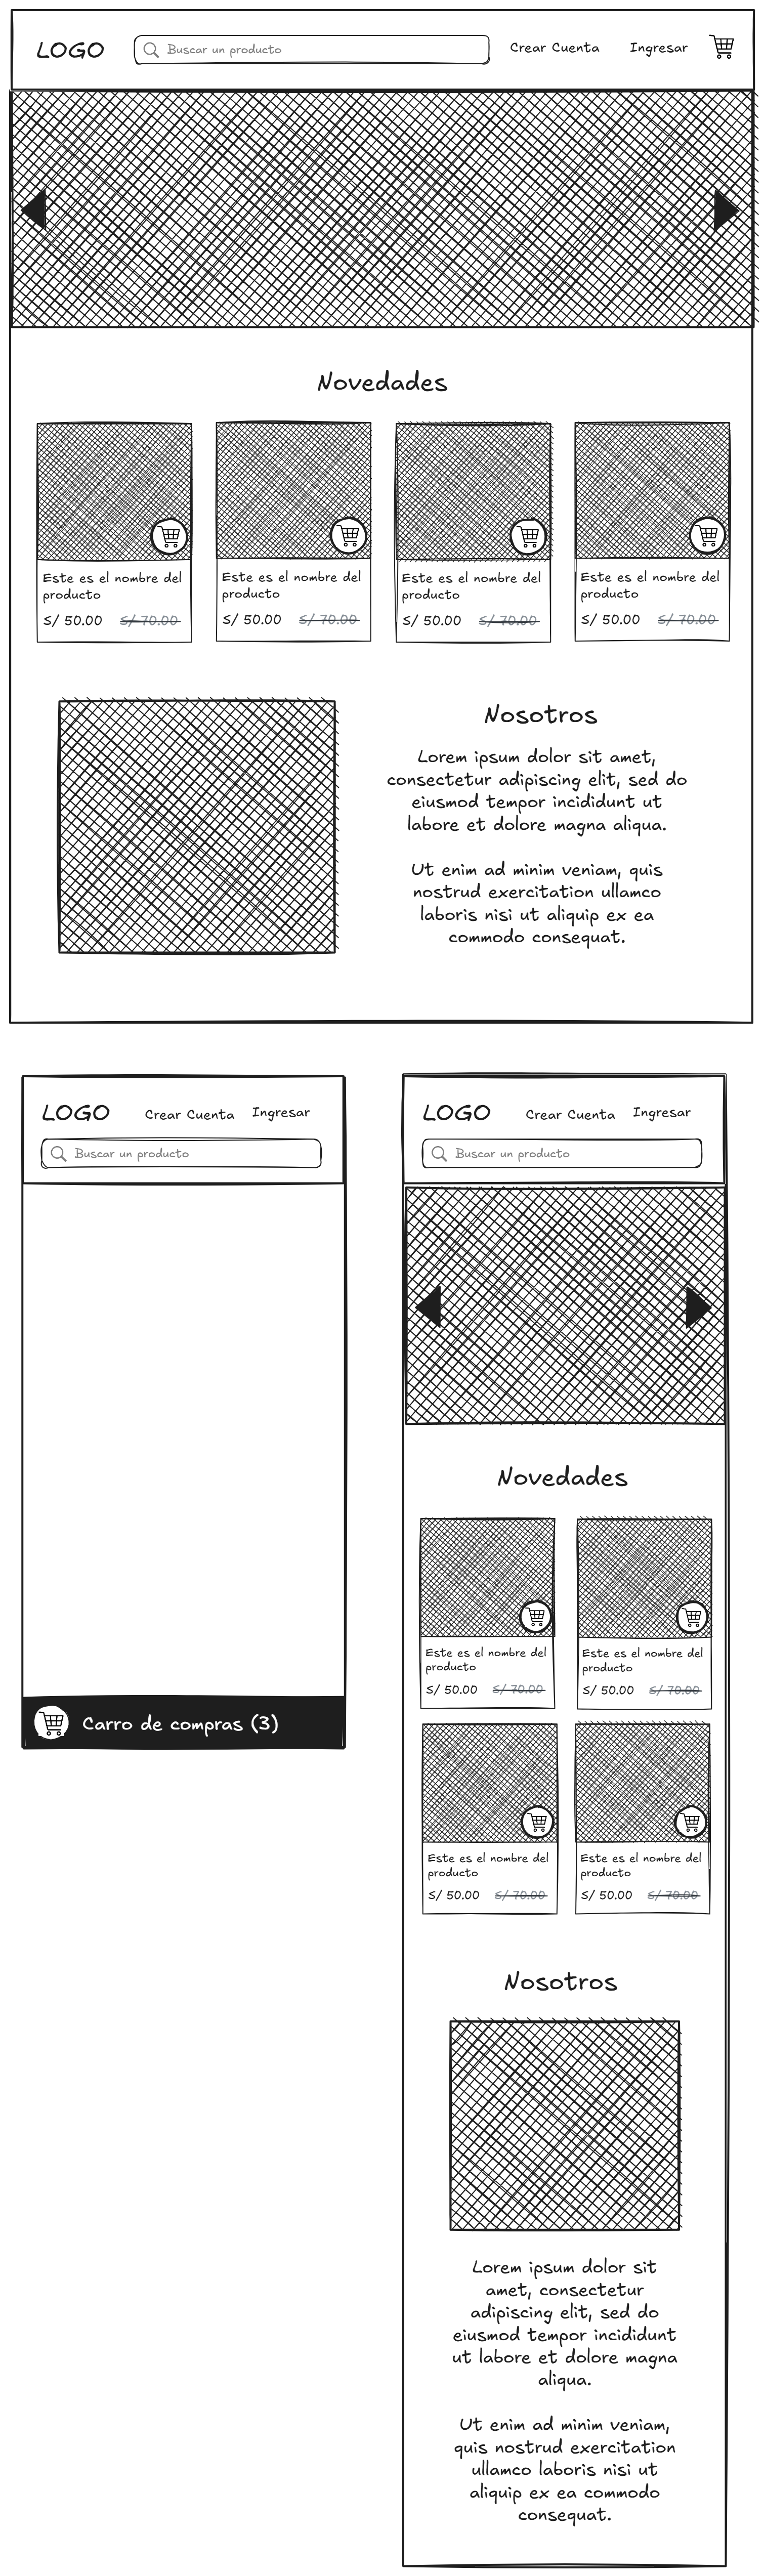 LOGO
Buscar un producto
Crear Cuenta
Ingresar
Novedades
Este es el nombre del
producto
S/ 50.00 S/ 70.00
Este es el nombre del
producto
S/ 50.00 S/ 70.00
Este es el nombre del
producto
S/ 50.00 S/ 70.00
Este es el nombre del
producto
S/ 50.00 S/ 70.00
Nosotros
Lorem ipsum dolor sit amet,
consectetur adipiscing elit, sed do
eiusmod tempor incididunt ut
labore et dolore magna aliqua.
Ut enim ad minim veniam, quis
nostrud exercitation ullamco
laboris nisi ut aliquip ex ea
commodo consequat.
LOGO
Crear Cuenta
Ingresar
Buscar un producto
Carro de compras (3)
LOGO
Crear Cuenta
Ingresar
Buscar un producto
Novedades
Este es el nombre del
producto
S/ 50.00 S/ 70.00
Este es el nombre del
producto
S/ 50.00 S/ 70.00
Este es el nombre del
producto
S/ 50.00 S/ 70.00
Este es el nombre del
producto
S/ 50.00 S/ 70.00
Nosotros
Lorem ipsum dolor sit
amet, consectetur
adipiscing elit, sed do
eiusmod tempor incididunt
ut labore et dolore magna
aliqua.
Ut enim ad minim veniam,
quis nostrud exercitation
ullamco laboris nisi ut
aliquip ex ea commodo
consequat.